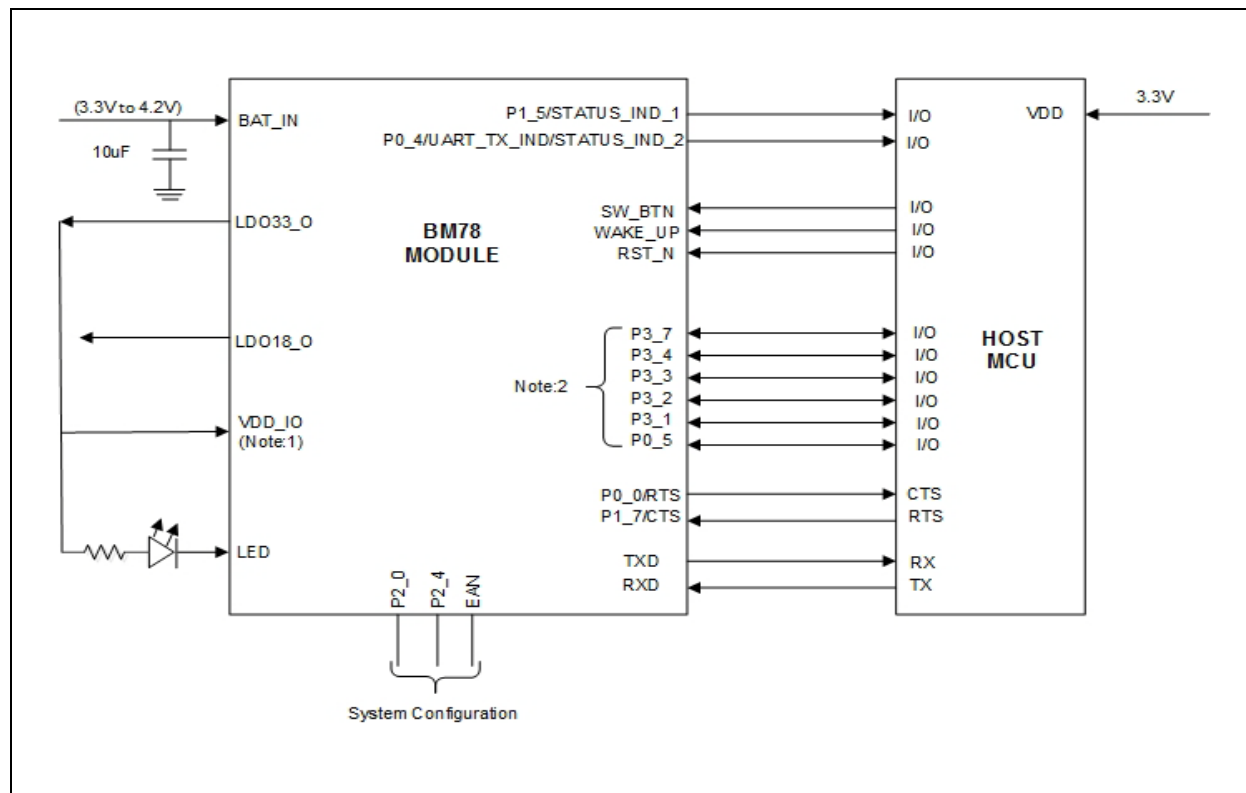 (3.3V to 4.2V)
BAT_IN
10uF
LDO33_O
LDO18_O
VDD_IO
(Note:1)
LED
BM78
MODULE
P1_5/STATUS_IND_1
P0_4/UART_TX_IND/STATUS_IND_2
SW_BTN
WAKE_UP
RST_N
Note:2
P3_7
P3_4
P3_3
P3_2
P3_1
P0_5
P0_0/RTS
P1_7/CTS
TXD
RXD
P2_0
P2_4
EAN
System Configuration
I/O
I/O
I/O
I/O
I/O
I/O
I/O
I/O
I/O
I/O
I/O
CTS
RTS
RX
TX
HOST
MCU
VDD
3.3V